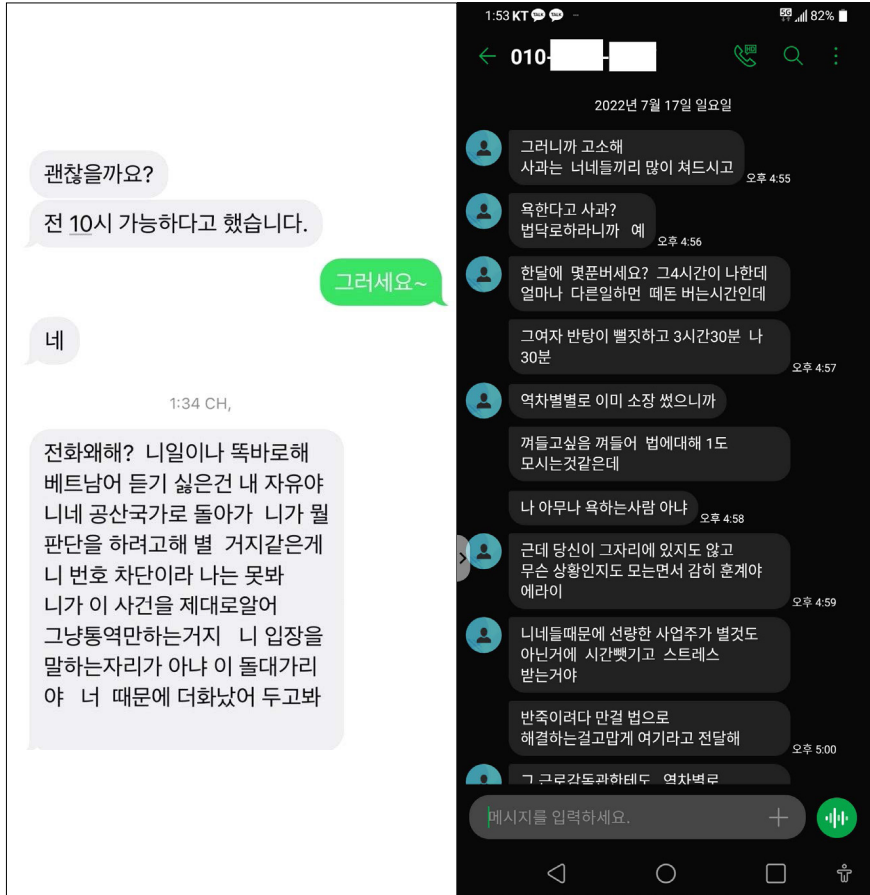 괜찮을까요?
전 10시 가능하다고 했습니다.
그러세요~
네
1:34 CH,
전화왜해? 니일이나 똑바로해
베트남어 듣기 싫은건 내 자유야
니네 공산국가로 돌아가 니가 뭘
판단을 하려고해 별 거지같은게
니 번호 차단이라 나는 못봐
니가 이 사건을 제대로알어
그냥통역만하는거지 니 입장을
말하는자리가 아냐 이 돌대가리
야 너 때문에 더화났어 두고봐
1:53 KT TALK TALK –
5G 82%
010- -
HD
2022년 7월 17일 일요일
그러니까 고소해
사과는 너네들끼리 많이 쳐드시고
오후 4:55
욕한다고 사과?
법닥로하라니까 예
오후 4:56
한달에 몇푼버세요? 그4시간이 나한데
얼마나 다른일하먼 떼돈 버는시간인데
그여자 반탕이 뻘짓하고 3시간30분 나
30분
오후 4:57
역차별별로 이미 소장 썼으니까
껴들고싶음 껴들어 법에대해 1도
모시는것같은데
나 아무나 욕하는사람 아냐
오후 4:58
근데 당신이 그자리에 있지도 않고
무슨 상황인지도 모는면서 감히 훈계야
에라이
오후 4:59
니네들때문에 선량한 사업주가 별것도
아닌거에 시간뺏기고 스트레스
받는거야
반죽이려다 만걸 법으로
해결하는걸고맙게 여기라고 전달해
오후 5:00
그 근로감독관한테도 역차별로
메시지를 입력하세요.